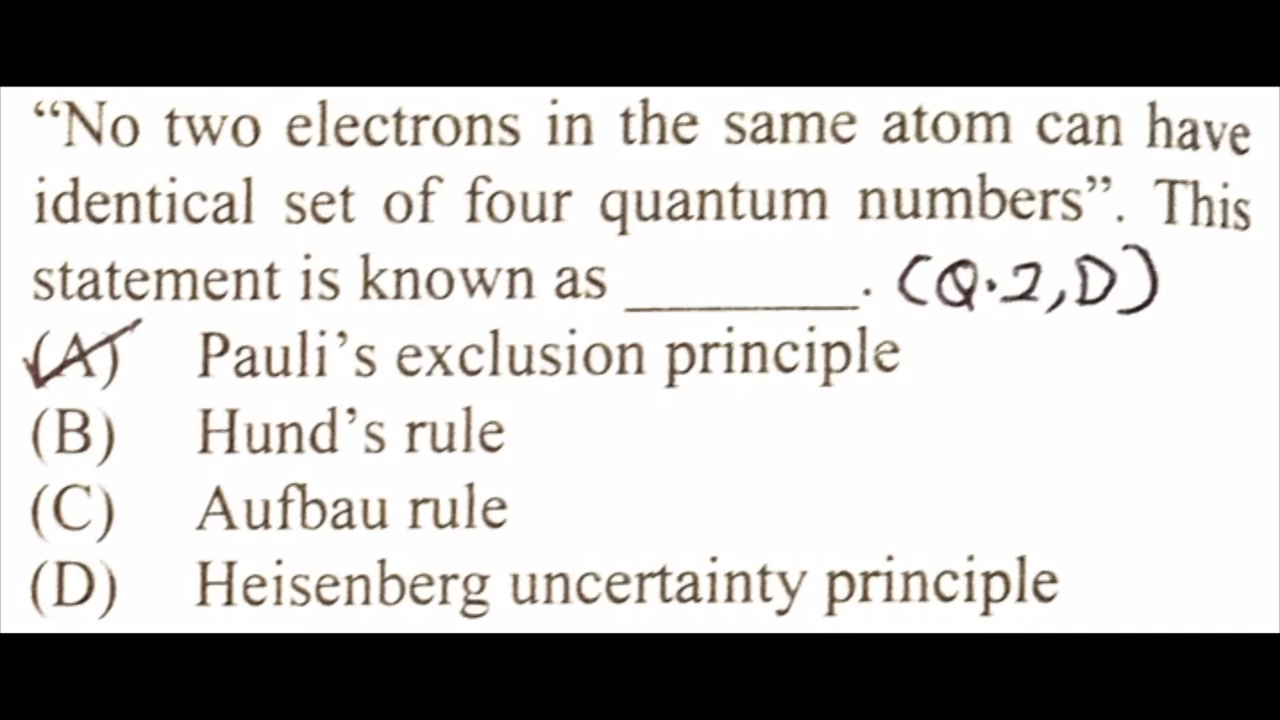 “No two electrons in the same atom can have
identical set of four quantum numbers”. This
statement is known as ________. (Q.2,D)
(A) Pauli’s exclusion principle
(B) Hund’s rule
(C) Aufbau rule
(D) Heisenberg uncertainty principle